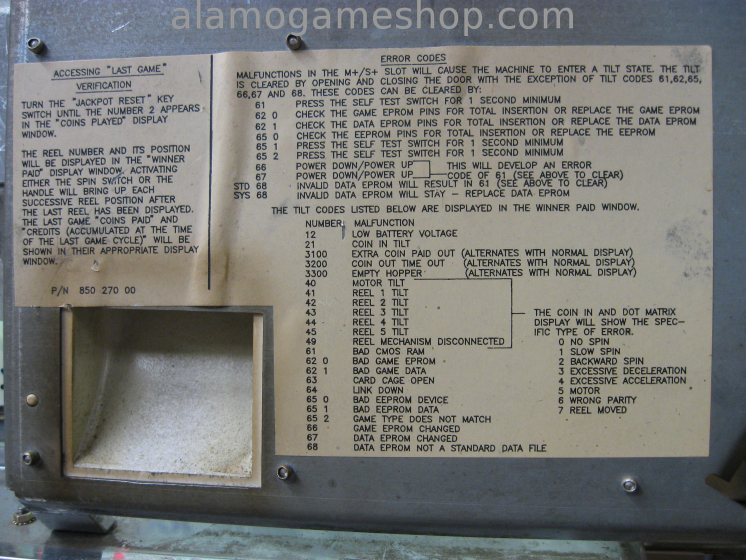 alamogameshop.com
ACCESSING "LAST GAME"
VERIFICATION
TURN THE "JACKPOT RESET" KEY
SWITCH UNTIL THE NUMBER 2 APPEARS
IN THE "COINS PLAYED" DISPLAY
WINDOW.
THE REEL NUMBER AND ITS POSITION
WILL BE DISPLAYED IN THE "WINNER
PAID" DISPLAY WINDOW. ACTIVATING
EITHER THE SPIN SWITCH OR THE
HANDLE WILL BRING UP EACH
SUCCESSIVE REEL POSITION AFTER
THE LAST REEL HAS BEEN DISPLAYED.
THE LAST GAME "COINS PAID" AND
"CREDITS (ACCUMULATED AT THE TIME
OF THE LAST GAME CYCLE)" WILL BE
SHOWN IN THEIR APPROPRIATE DISPLAY
WINDOW.
P/N 850 270 00
ERROR CODES
MALFUNCTIONS IN THE M+/S+ SLOT WILL CAUSE THE MACHINE TO ENTER A TILT STATE. THE TILT
IS CLEARED BY OPENING AND CLOSING THE DOOR WITH THE EXCEPTION OF TILT CODES 61,62,65,
66,67 AND 68. THESE CODES CAN BE CLEARED BY:
61 PRESS THE SELF TEST SWITCH FOR 1 SECOND MINIMUM
62 0 CHECK THE GAME EPROM PINS FOR TOTAL INSERTION OR REPLACE THE GAME EPROM
62 1 CHECK THE DATA EPROM PINS FOR TOTAL INSERTION OR REPLACE THE DATA EPROM
65 0 CHECK THE EEPROM PINS FOR TOTAL INSERTION OR REPLACE THE EEPROM
65 1 PRESS THE SELF TEST SWITCH FOR 1 SECOND MINIMUM
65 2 PRESS THE SELF TEST SWITCH FOR 1 SECOND MINIMUM
66 POWER DOWN/POWER UP THIS WILL DEVELOP AN ERROR
67 POWER DOWN/POWER UP CODE OF 61 (SEE ABOVE TO CLEAR)
STD 68 INVALID DATA EPROM WILL RESULT IN 61 (SEE ABOVE TO CLEAR)
SYS 68 INVALID DATA EPROM WILL STAY - REPLACE DATA EPROM
THE TILT CODES LISTED BELOW ARE DISPLAYED IN THE WINNER PAID WINDOW.
NUMBER MALFUNCTION
12 LOW BATTERY VOLTAGE
21 COIN IN TILT
3100 EXTRA COIN PAID OUT (ALTERNATES WITH NORMAL DISPLAY)
3200 COIN OUT TIME OUT (ALTERNATES WITH NORMAL DISPLAY)
3300 EMPTY HOPPER (ALTERNATES WITH NORMAL DISPLAY)
40 MOTOR TILT
41 REEL 1 TILT
42 REEL 2 TILT
43 REEL 3 TILT
44 REEL 4 TILT
45 REEL 5 TILT
49 REEL MECHANISM DISCONNECTED
61 BAD CMOS RAM
62 0 BAD GAME EPROM
62 1 BAD GAME DATA
63 CARD CAGE OPEN
64 LINK DOWN
65 0 BAD EEPROM DEVICE
65 1 BAD EEPROM DATA
65 2 GAME TYPE DOES NOT MATCH
66 GAME EPROM CHANGED
67 DATA EPROM CHANGED
68 DATA EPROM NOT A STANDARD DATA FILE
THE COIN IN AND DOT MATRIX
DISPLAY WILL SHOW THE SPEC-
IFIC TYPE OF ERROR.
0 NO SPIN
1 SLOW SPIN
2 BACKWARD SPIN
3 EXCESSIVE DECELERATION
4 EXCESSIVE ACCELERATION
5 MOTOR
6 WRONG PARITY
7 REEL MOVED